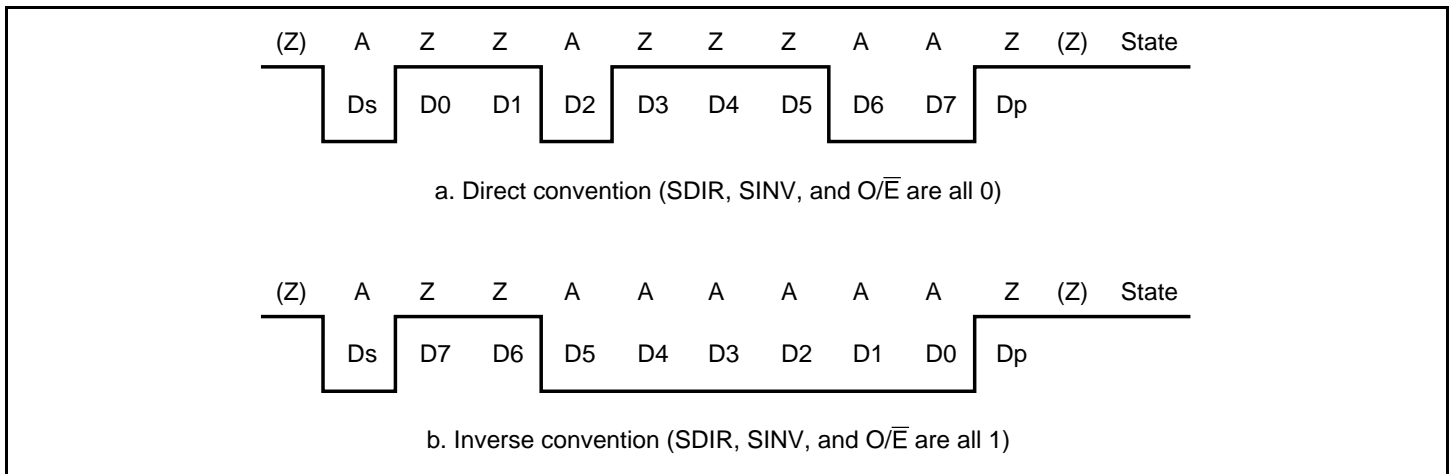 (Z) A Z Z A Z Z Z A A Z (Z) State
Ds D0 D1 D2 D3 D4 D5 D6 D7 Dp
a. Direct convention (SDIR, SINV, and O/E̅ are all 0)
(Z) A Z Z A A A A A A Z (Z) State
Ds D7 D6 D5 D4 D3 D2 D1 D0 Dp
b. Inverse convention (SDIR, SINV, and O/E̅ are all 1)